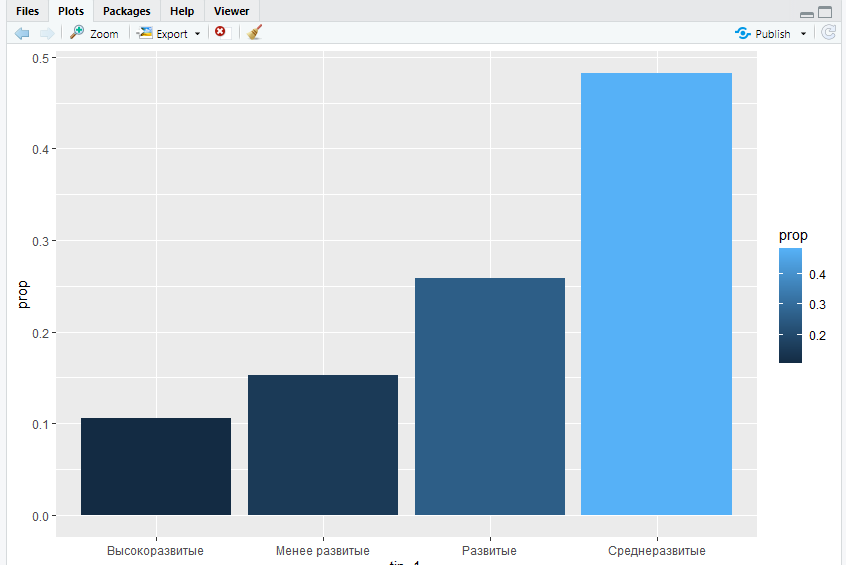 Files Plots Packages Help Viewer
Zoom Export Publish
0.5
0.4
0.3
0.2
0.1
0.0
prop
Высокоразвитые Менее развитые Развитые Среднеразвитые
prop
0.4
0.3
0.2